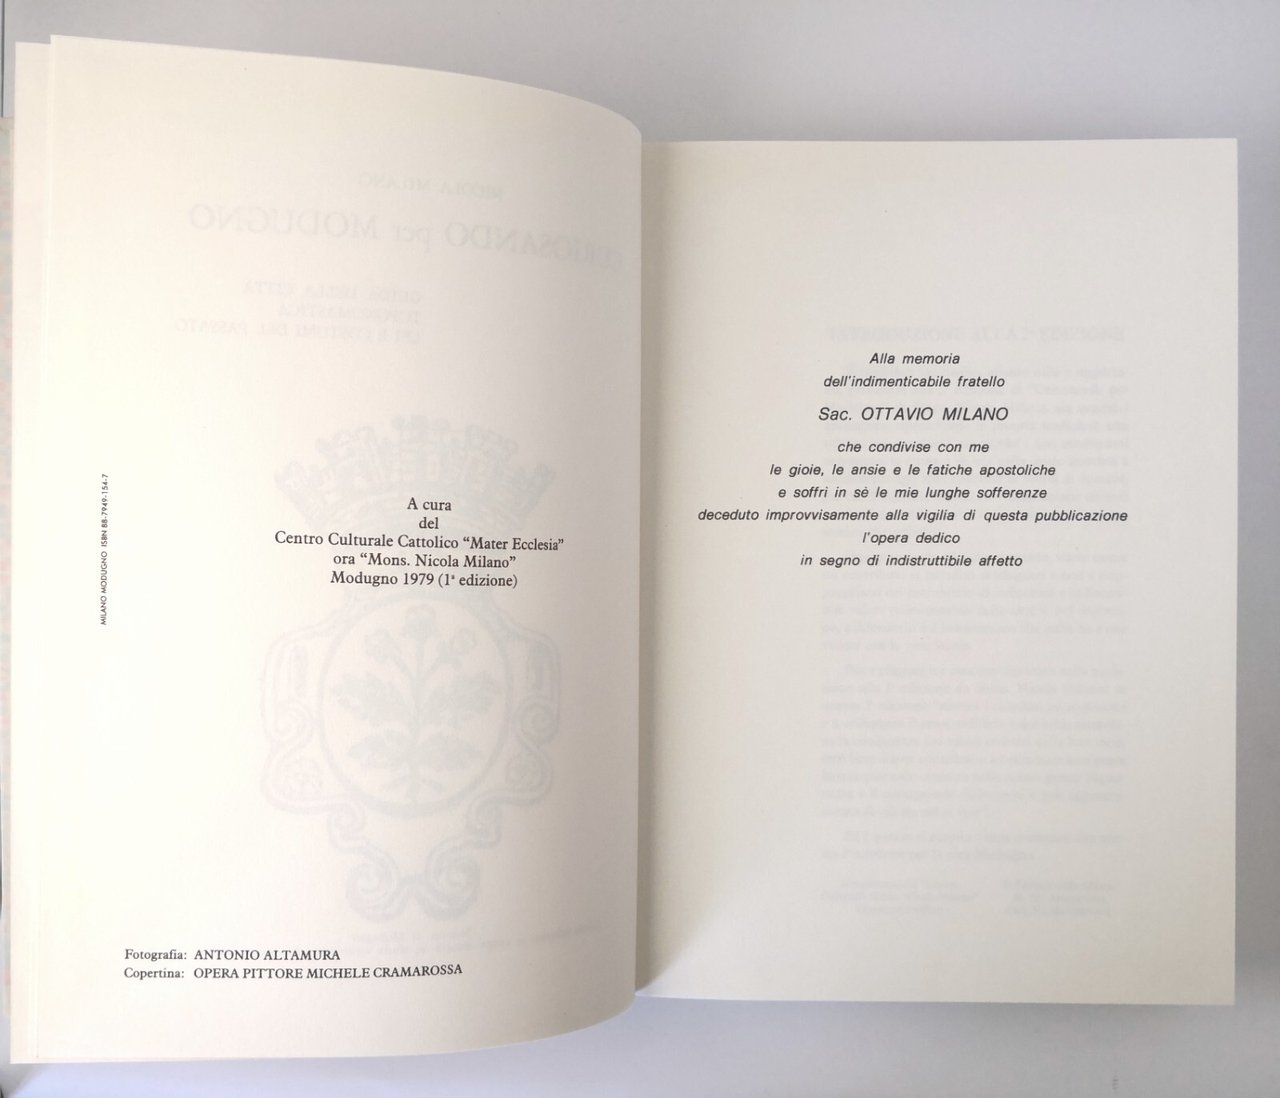 MILANO MODUGNO ISBN 88-7949-154-7
A cura
del
Centro Culturale Cattolico “Mater Ecclesia”
ora “Mons. Nicola Milano”
Modugno 1979 (1ª edizione)
Fotografia: ANTONIO ALTAMURA
Copertina: OPERA PITTORE MICHELE CRAMAROSSA
Alla memoria
dell'indimenticabile fratello
Sac. OTTAVIO MILANO
che condivise con me
le gioie, le ansie e le fatiche apostoliche
e soffrì in sè le mie lunghe sofferenze
deceduto improvvisamente alla vigilia di questa pubblicazione
l'opera dedico
in segno di indistruttibile affetto